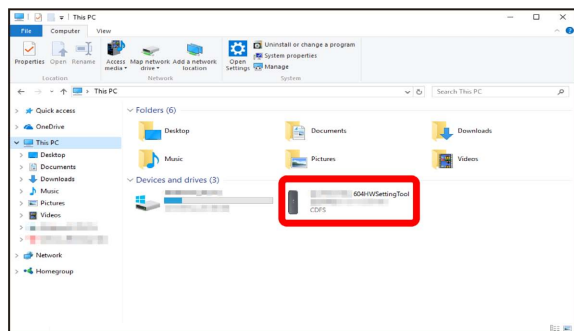 This PC
File Computer View
Properties Open Rename Access media Map network drive Add a network location Open Settings Uninstall or change a program
System properties
Manage
Location Network System
This PC Search This PC
Quick access
OneDrive
This PC
Desktop
Documents
Downloads
Music
Pictures
Videos
Homegroup
Folders (6)
Desktop Documents Downloads
Music Pictures Videos
Devices and drives (3)
604HWSettingTool
CDFS